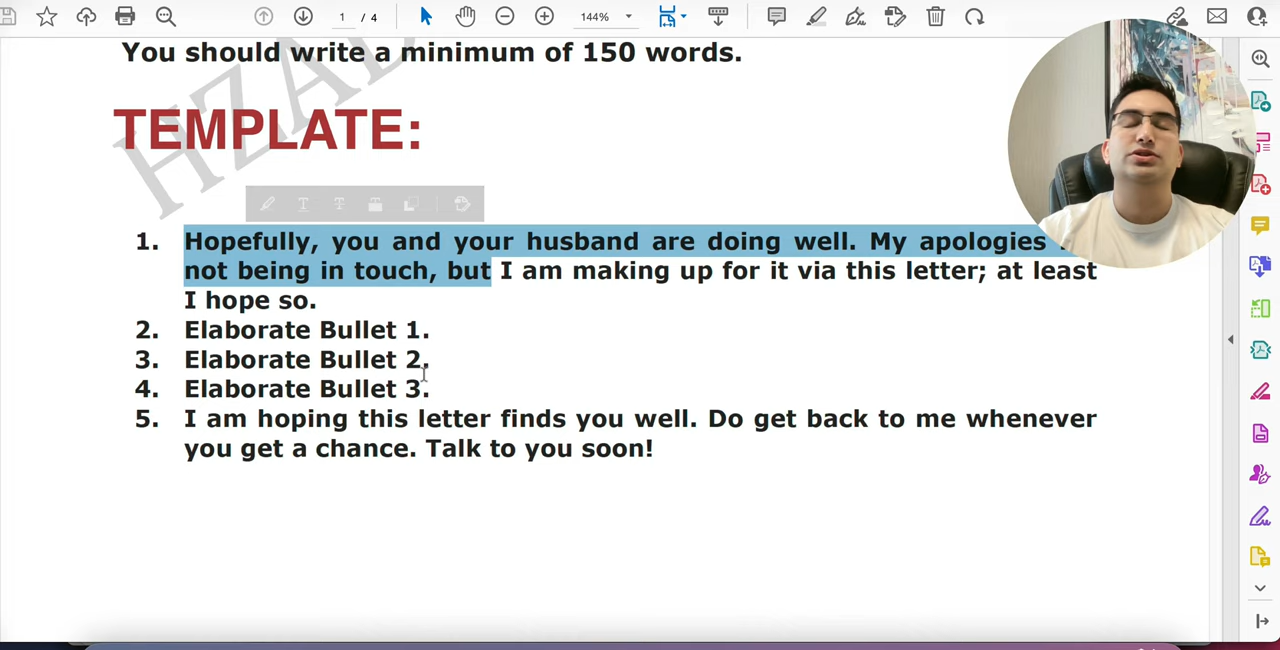 1 / 4
144%
You should write a minimum of 150 words.
TEMPLATE:
1. Hopefully, you and your husband are doing well. My apologies
not being in touch, but I am making up for it via this letter; at least
I hope so.
2. Elaborate Bullet 1.
3. Elaborate Bullet 2.
4. Elaborate Bullet 3.
5. I am hoping this letter finds you well. Do get back to me whenever
you get a chance. Talk to you soon!